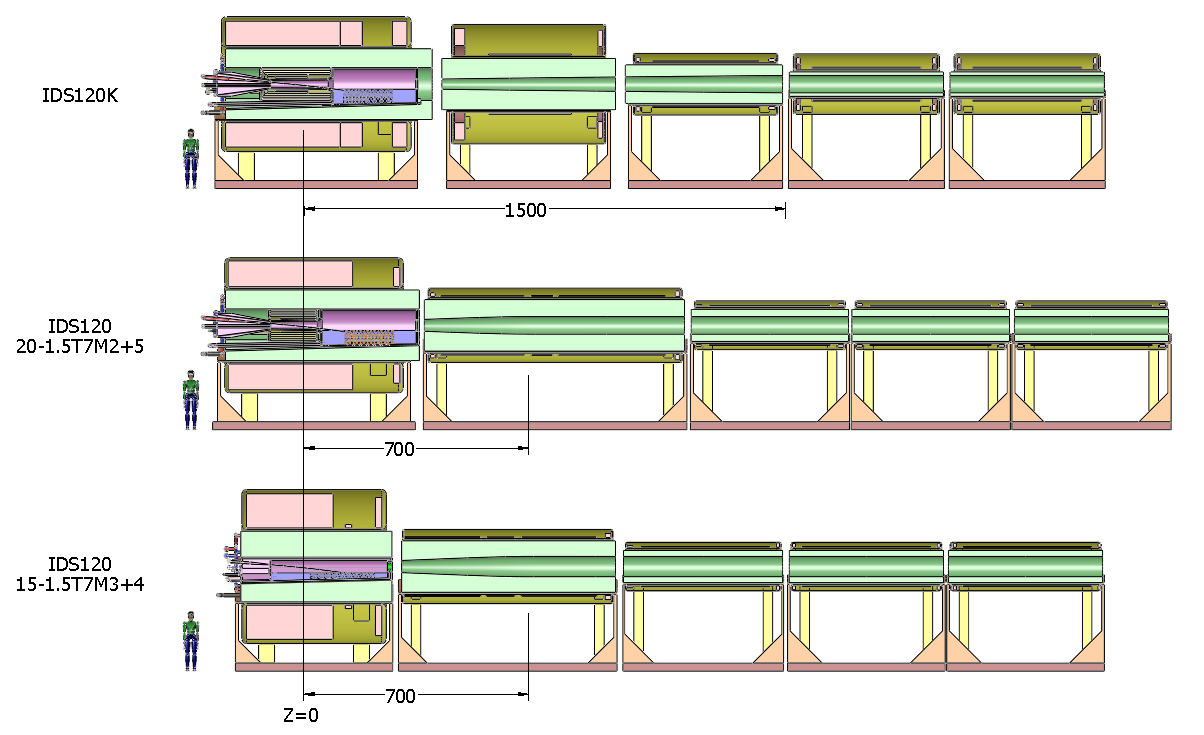 IDS120K
1500
IDS120
20-1.5T7M2+5
700
IDS120
15-1.5T7M3+4
700
Z=0